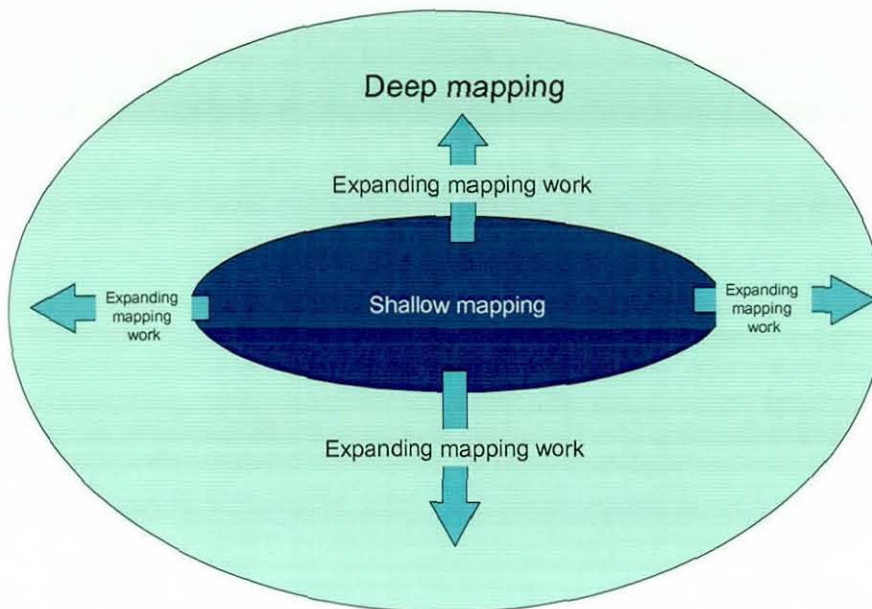 Deep mapping
Expanding mapping work
Expanding
mapping
work
Shallow mapping
Expanding
mapping
work
Expanding mapping work